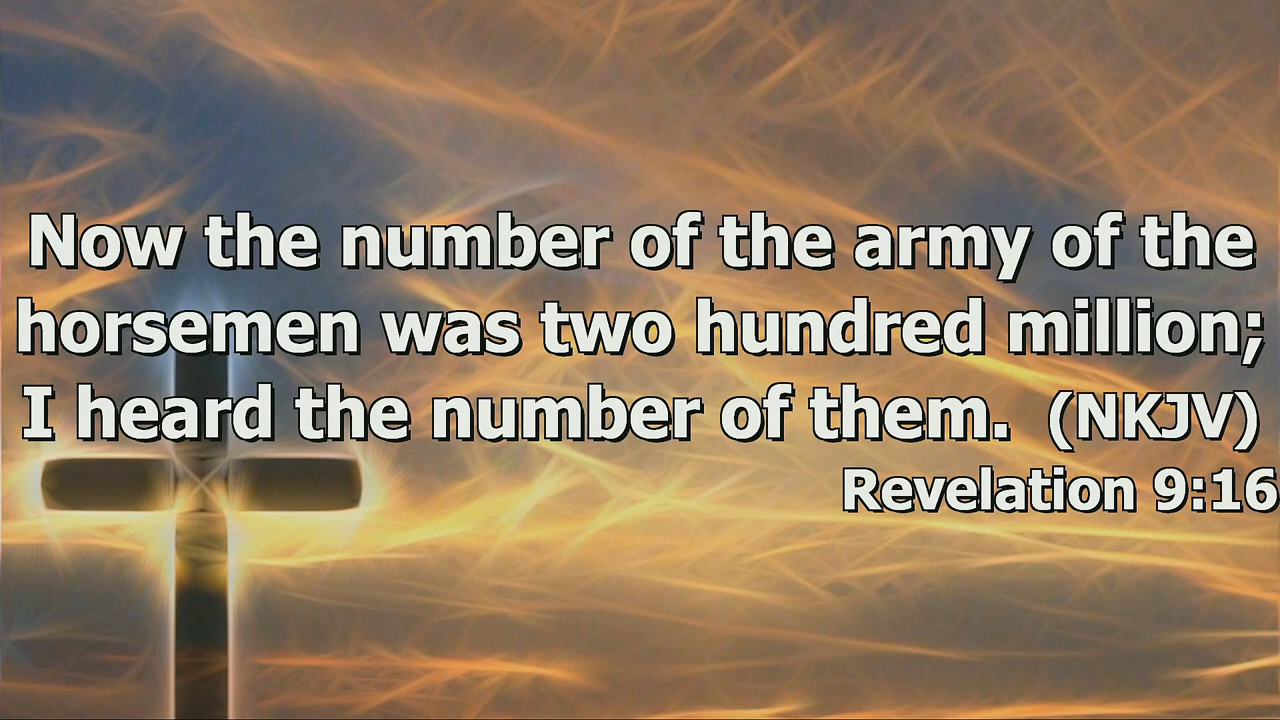 Now the number of the army of the
horsemen was two hundred million;
I heard the number of them. (NKJV)
Revelation 9:16